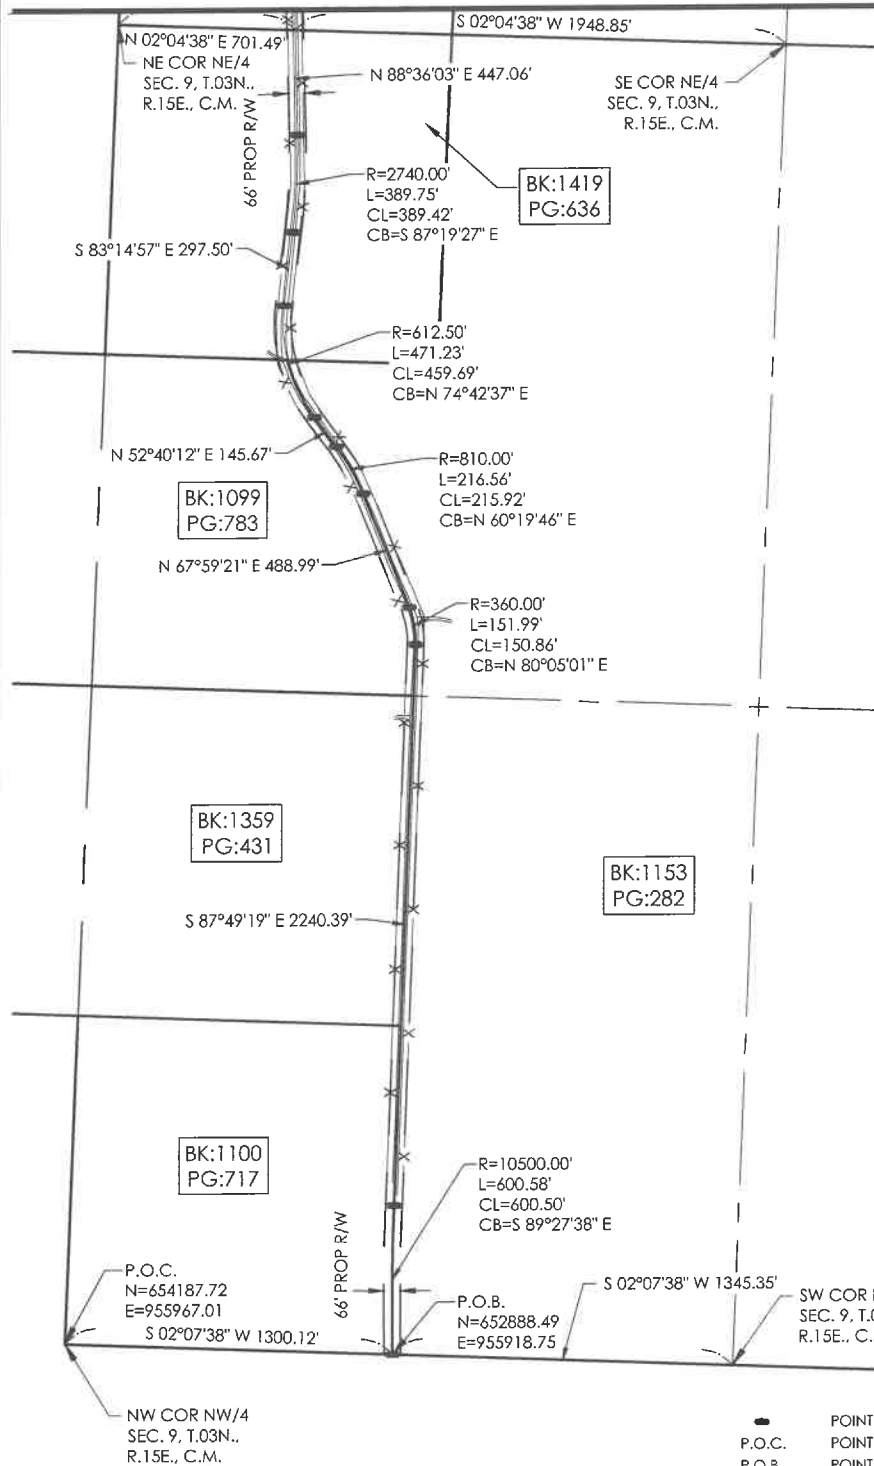 S 02°04'38" W 1948.85'
N 02°04'38" E 701.49'
NE COR NE/4
SEC. 9, T.03N.,
R.15E., C.M.
N 88°36'03" E 447.06'
SE COR NE/4
SEC. 9, T.03N.,
R.15E., C.M.
66' PROP R/W
BK:1419
PG:636
R=2740.00'
L=389.75'
CL=389.42'
CB=S 87°19'27" E
S 83°14'57" E 297.50'
R=612.50'
L=471.23'
CL=459.69'
CB=N 74°42'37" E
N 52°40'12" E 145.67'
R=810.00'
L=216.56'
CL=215.92'
CB=N 60°19'46" E
BK:1099
PG:783
N 67°59'21" E 488.99'
R=360.00'
L=151.99'
CL=150.86'
CB=N 80°05'01" E
BK:1359
PG:431
BK:1153
PG:282
S 87°49'19" E 2240.39'
BK:1100
PG:717
R=10500.00'
L=600.58'
CL=600.50'
CB=S 89°27'38" E
66' PROP R/W
P.O.C.
N=654187.72
E=955967.01
S 02°07'38" W 1300.12'
P.O.B.
N=652888.49
E=955918.75
S 02°07'38" W 1345.35'
SW COR
SEC. 9, T.0
R.15E., C.
NW COR NW/4
SEC. 9, T.03N.,
R.15E., C.M.
POINT
P.O.C. POINT
P.O.B. POINT